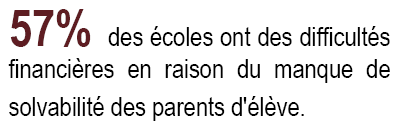 57% des écoles ont des difficultés
financières en raison du manque de
solvabilité des parents d'élève.